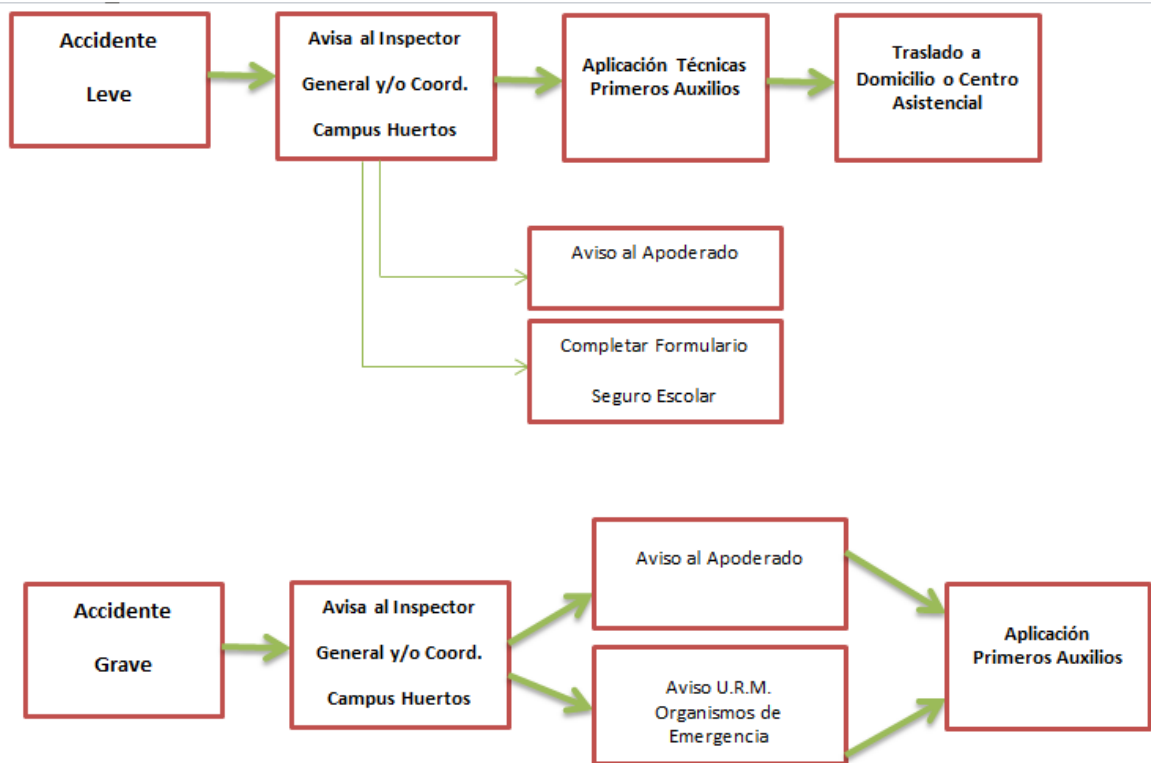 Accidente
Leve
Avisa al Inspector
General y/o Coord.
Campus Huertos
Aplicación Técnicas
Primeros Auxilios
Traslado a
Domicilio o Centro
Asistencial
Aviso al Apoderado
Completar Formulario
Seguro Escolar
Accidente
Grave
Avisa al Inspector
General y/o Coord.
Campus Huertos
Aviso al Apoderado
Aviso U.R.M.
Organismos de
Emergencia
Aplicación
Primeros Auxilios